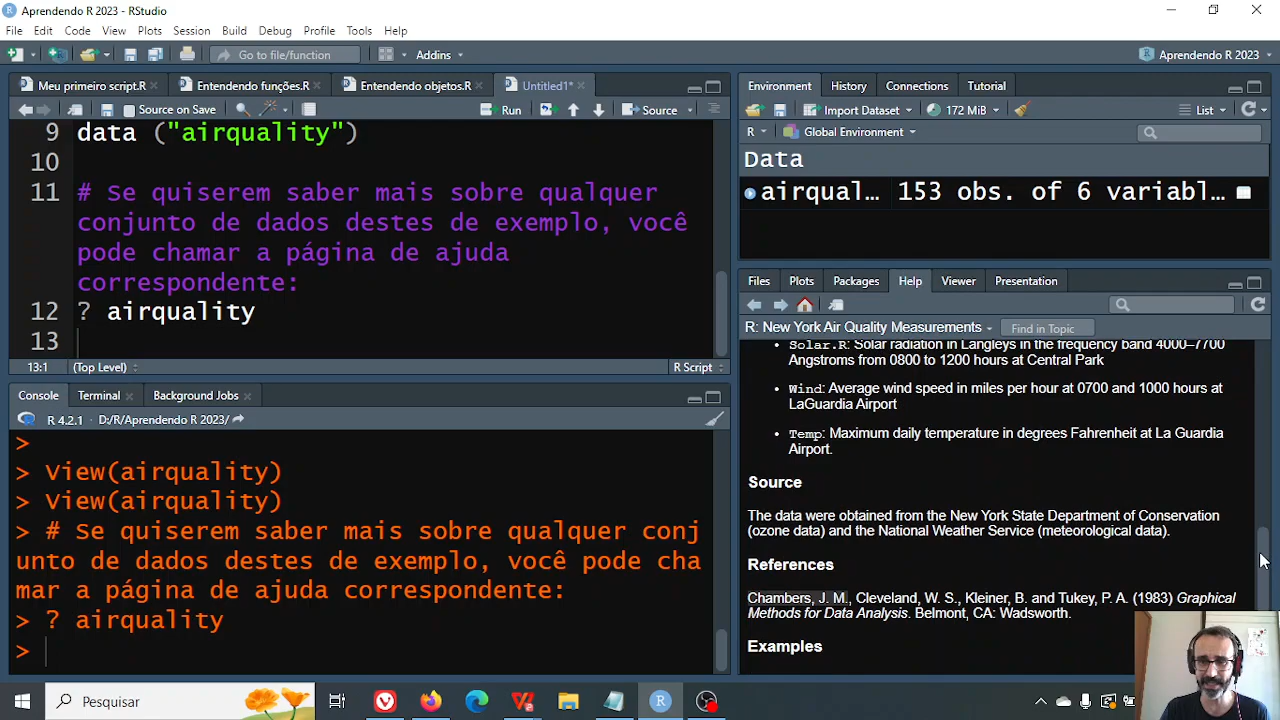 Aprendendo R 2023 - RStudio
File Edit Code View Plots Session Build Debug Profile Tools Help
Go to file/function Addins Aprendendo R 2023
Meu primeiro script.R Entendendo funções.R Entendendo objetos.R Untitled1*
Source on Save Run Source
9 data ("airquality")
10
11 # Se quiserem saber mais sobre qualquer
conjunto de dados destes de exemplo, você
pode chamar a página de ajuda
correspondente:
12 ? airquality
13
13:1 (Top Level) R Script
Console Terminal Background Jobs
R 4.2.1 · D:/R/Aprendendo R 2023/
>
> View(airquality)
> View(airquality)
> # Se quiserem saber mais sobre qualquer conj
unto de dados destes de exemplo, você pode cha
mar a página de ajuda correspondente:
> ? airquality
>
Environment History Connections Tutorial
Import Dataset 172 MiB List
R Global Environment
Data
airqual… 153 obs. of 6 variabl…
Files Plots Packages Help Viewer Presentation
R: New York Air Quality Measurements Find in Topic
• Solar.R: Solar radiation in Langleys in the frequency band 4000–7700
Angstroms from 0800 to 1200 hours at Central Park
• Wind: Average wind speed in miles per hour at 0700 and 1000 hours at
LaGuardia Airport
• Temp: Maximum daily temperature in degrees Fahrenheit at La Guardia
Airport.
Source
The data were obtained from the New York State Department of Conservation
(ozone data) and the National Weather Service (meteorological data).
References
Chambers, J. M., Cleveland, W. S., Kleiner, B. and Tukey, P. A. (1983) Graphical
Methods for Data Analysis. Belmont, CA: Wadsworth.
Examples
Pesquisar